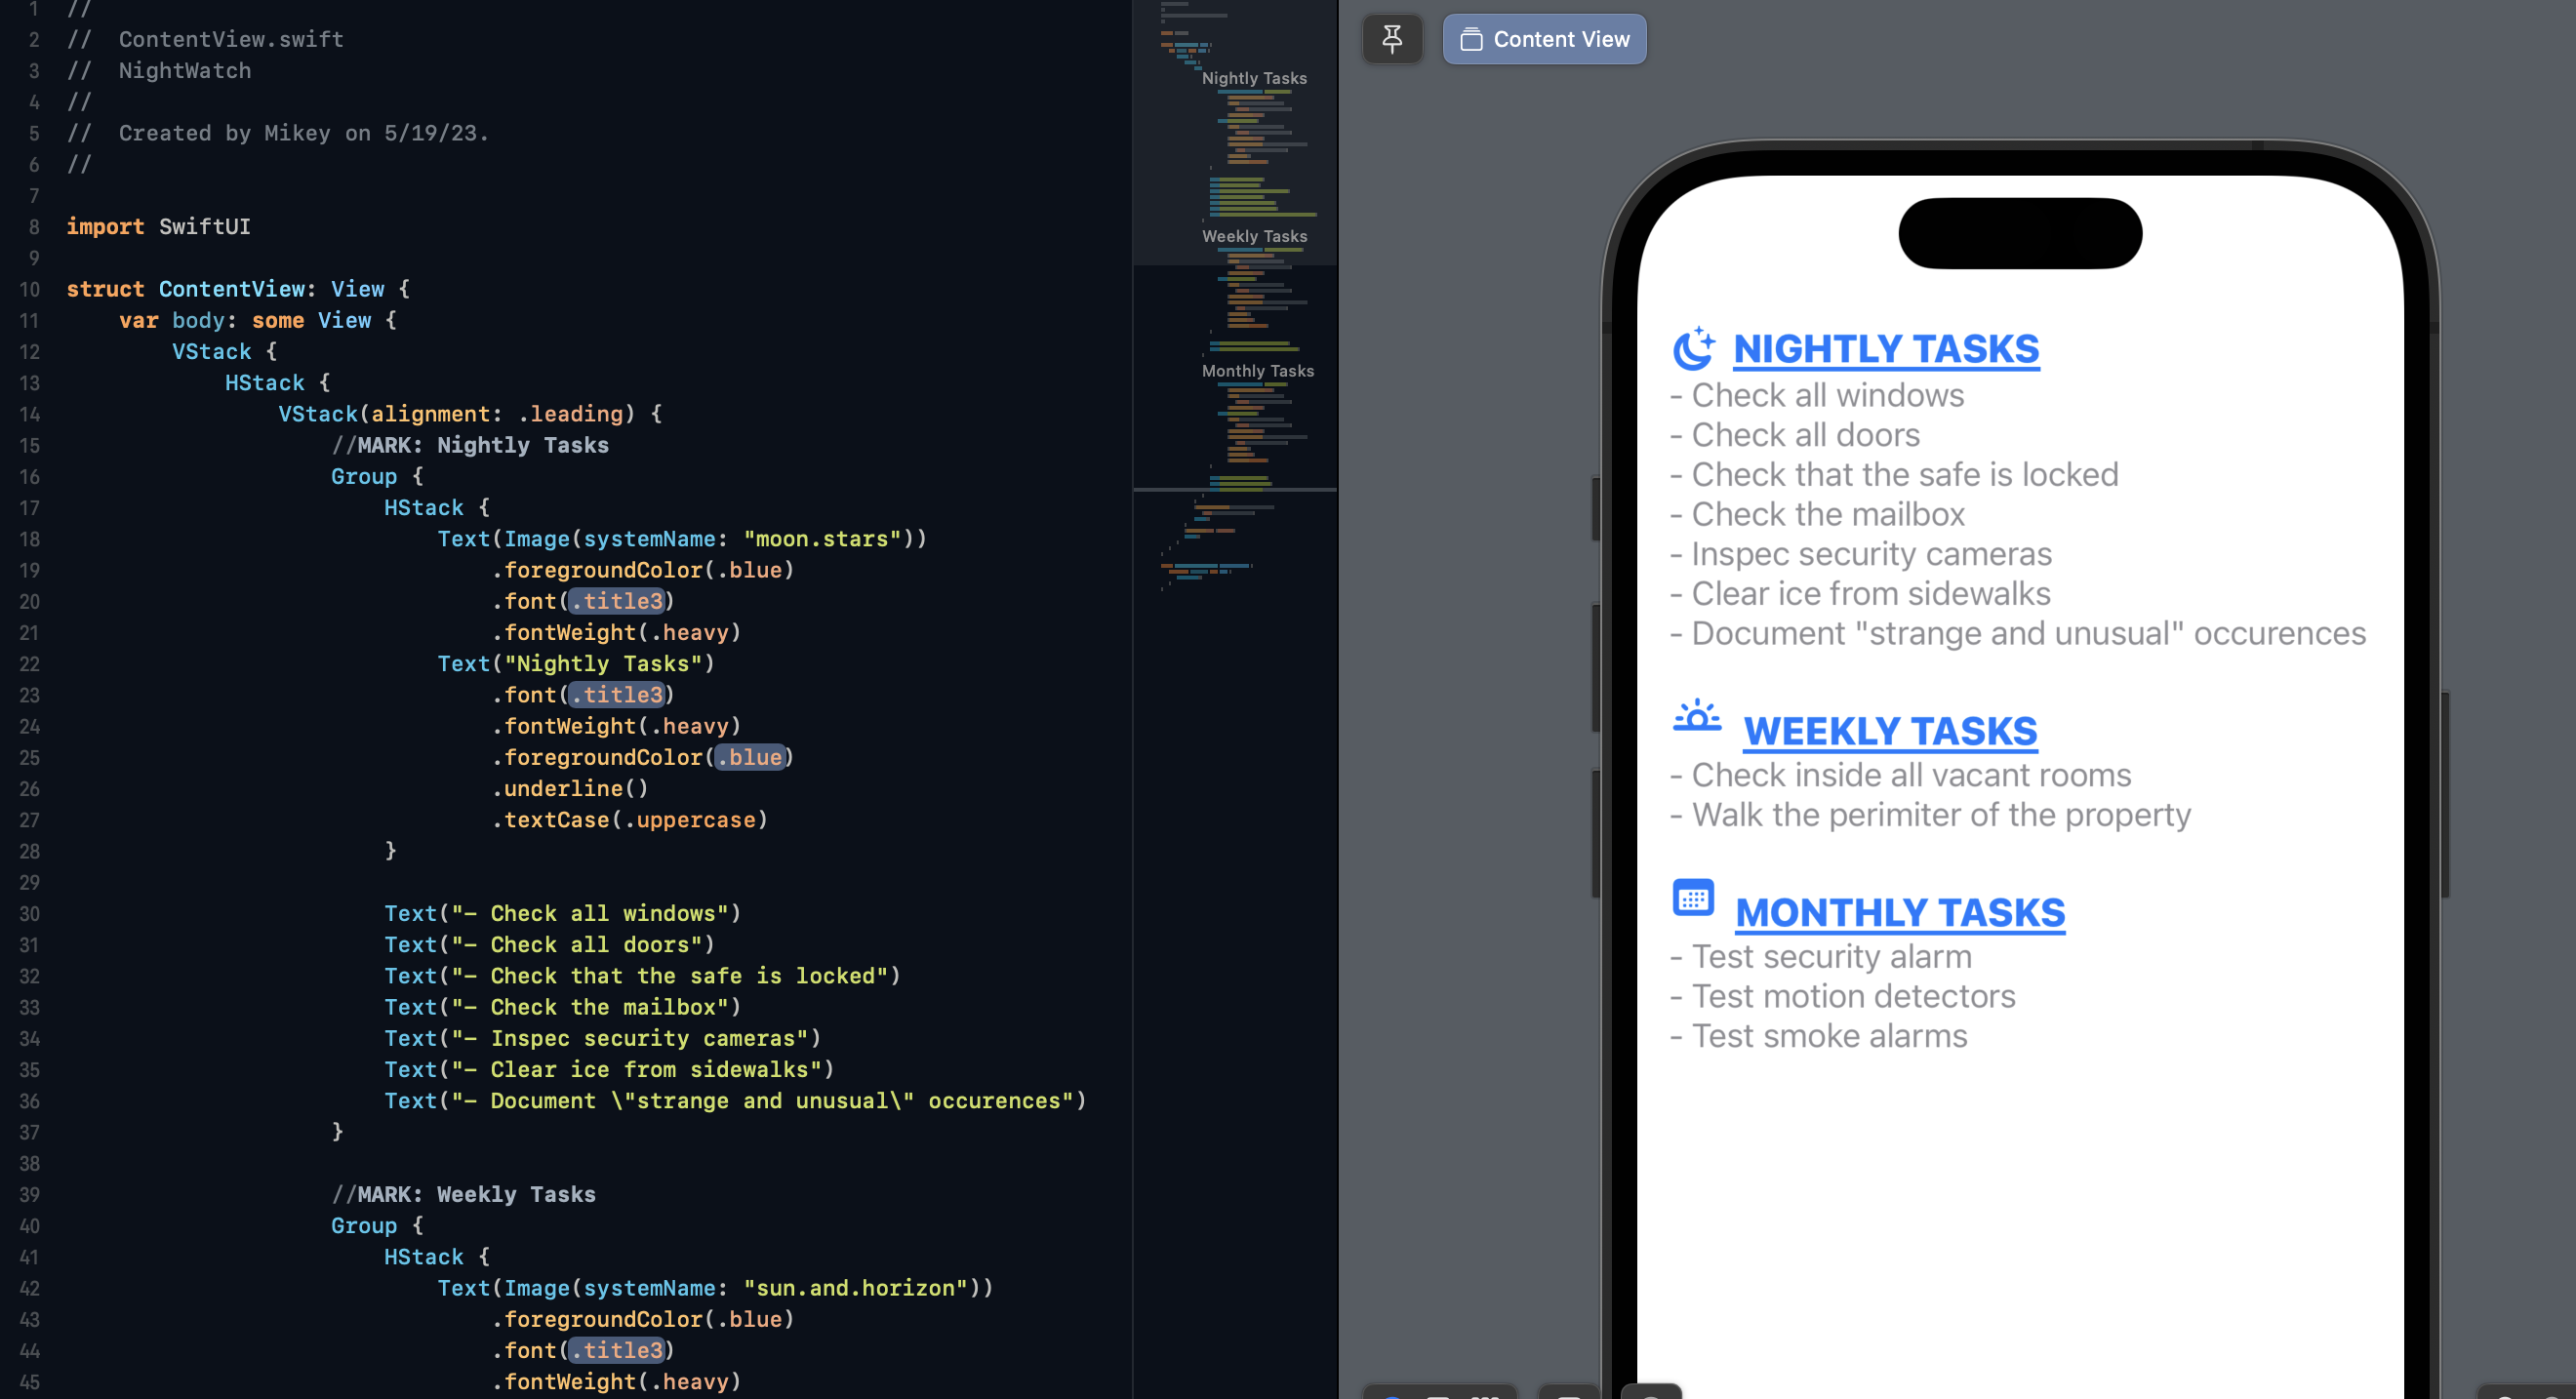 1 //
2 //  ContentView.swift
3 //  NightWatch
4 //
5 //  Created by Mikey on 5/19/23.
6 //
7
8 import SwiftUI
9
10 struct ContentView: View {
11     var body: some View {
12         VStack {
13             HStack {
14                 VStack(alignment: .leading) {
15                     //MARK: Nightly Tasks
16                     Group {
17                         HStack {
18                             Text(Image(systemName: "moon.stars"))
19                                 .foregroundColor(.blue)
20                                 .font(.title3)
21                                 .fontWeight(.heavy)
22                             Text("Nightly Tasks")
23                                 .font(.title3)
24                                 .fontWeight(.heavy)
25                                 .foregroundColor(.blue)
26                                 .underline()
27                                 .textCase(.uppercase)
28                         }
29
30                         Text("- Check all windows")
31                         Text("- Check all doors")
32                         Text("- Check that the safe is locked")
33                         Text("- Check the mailbox")
34                         Text("- Inspec security cameras")
35                         Text("- Clear ice from sidewalks")
36                         Text("- Document \"strange and unusual\" occurences")
37                     }
38
39                     //MARK: Weekly Tasks
40                     Group {
41                         HStack {
42                             Text(Image(systemName: "sun.and.horizon"))
43                                 .foregroundColor(.blue)
44                                 .font(.title3)
45                                 .fontWeight(.heavy)
Nightly Tasks
Weekly Tasks
Monthly Tasks
Content View
NIGHTLY TASKS
- Check all windows
- Check all doors
- Check that the safe is locked
- Check the mailbox
- Inspec security cameras
- Clear ice from sidewalks
- Document "strange and unusual" occurences
WEEKLY TASKS
- Check inside all vacant rooms
- Walk the perimiter of the property
MONTHLY TASKS
- Test security alarm
- Test motion detectors
- Test smoke alarms